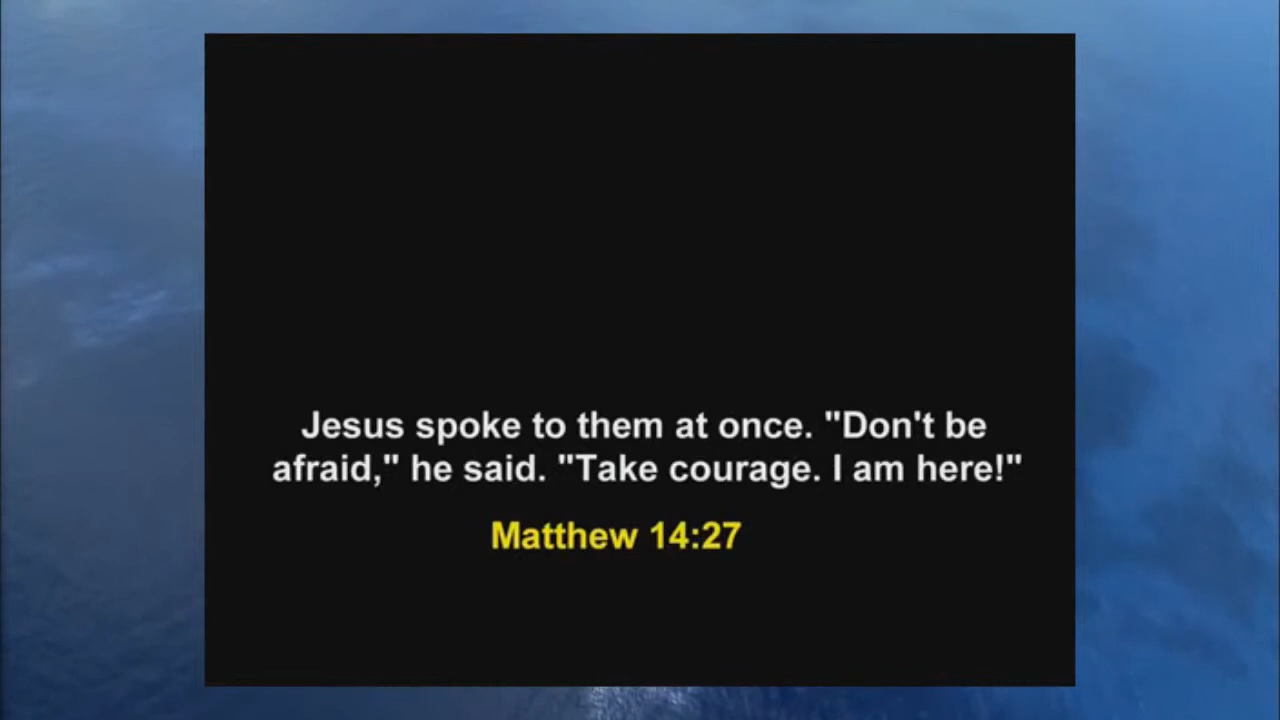 Jesus spoke to them at once. "Don't be
afraid," he said. "Take courage. I am here!"
Matthew 14:27